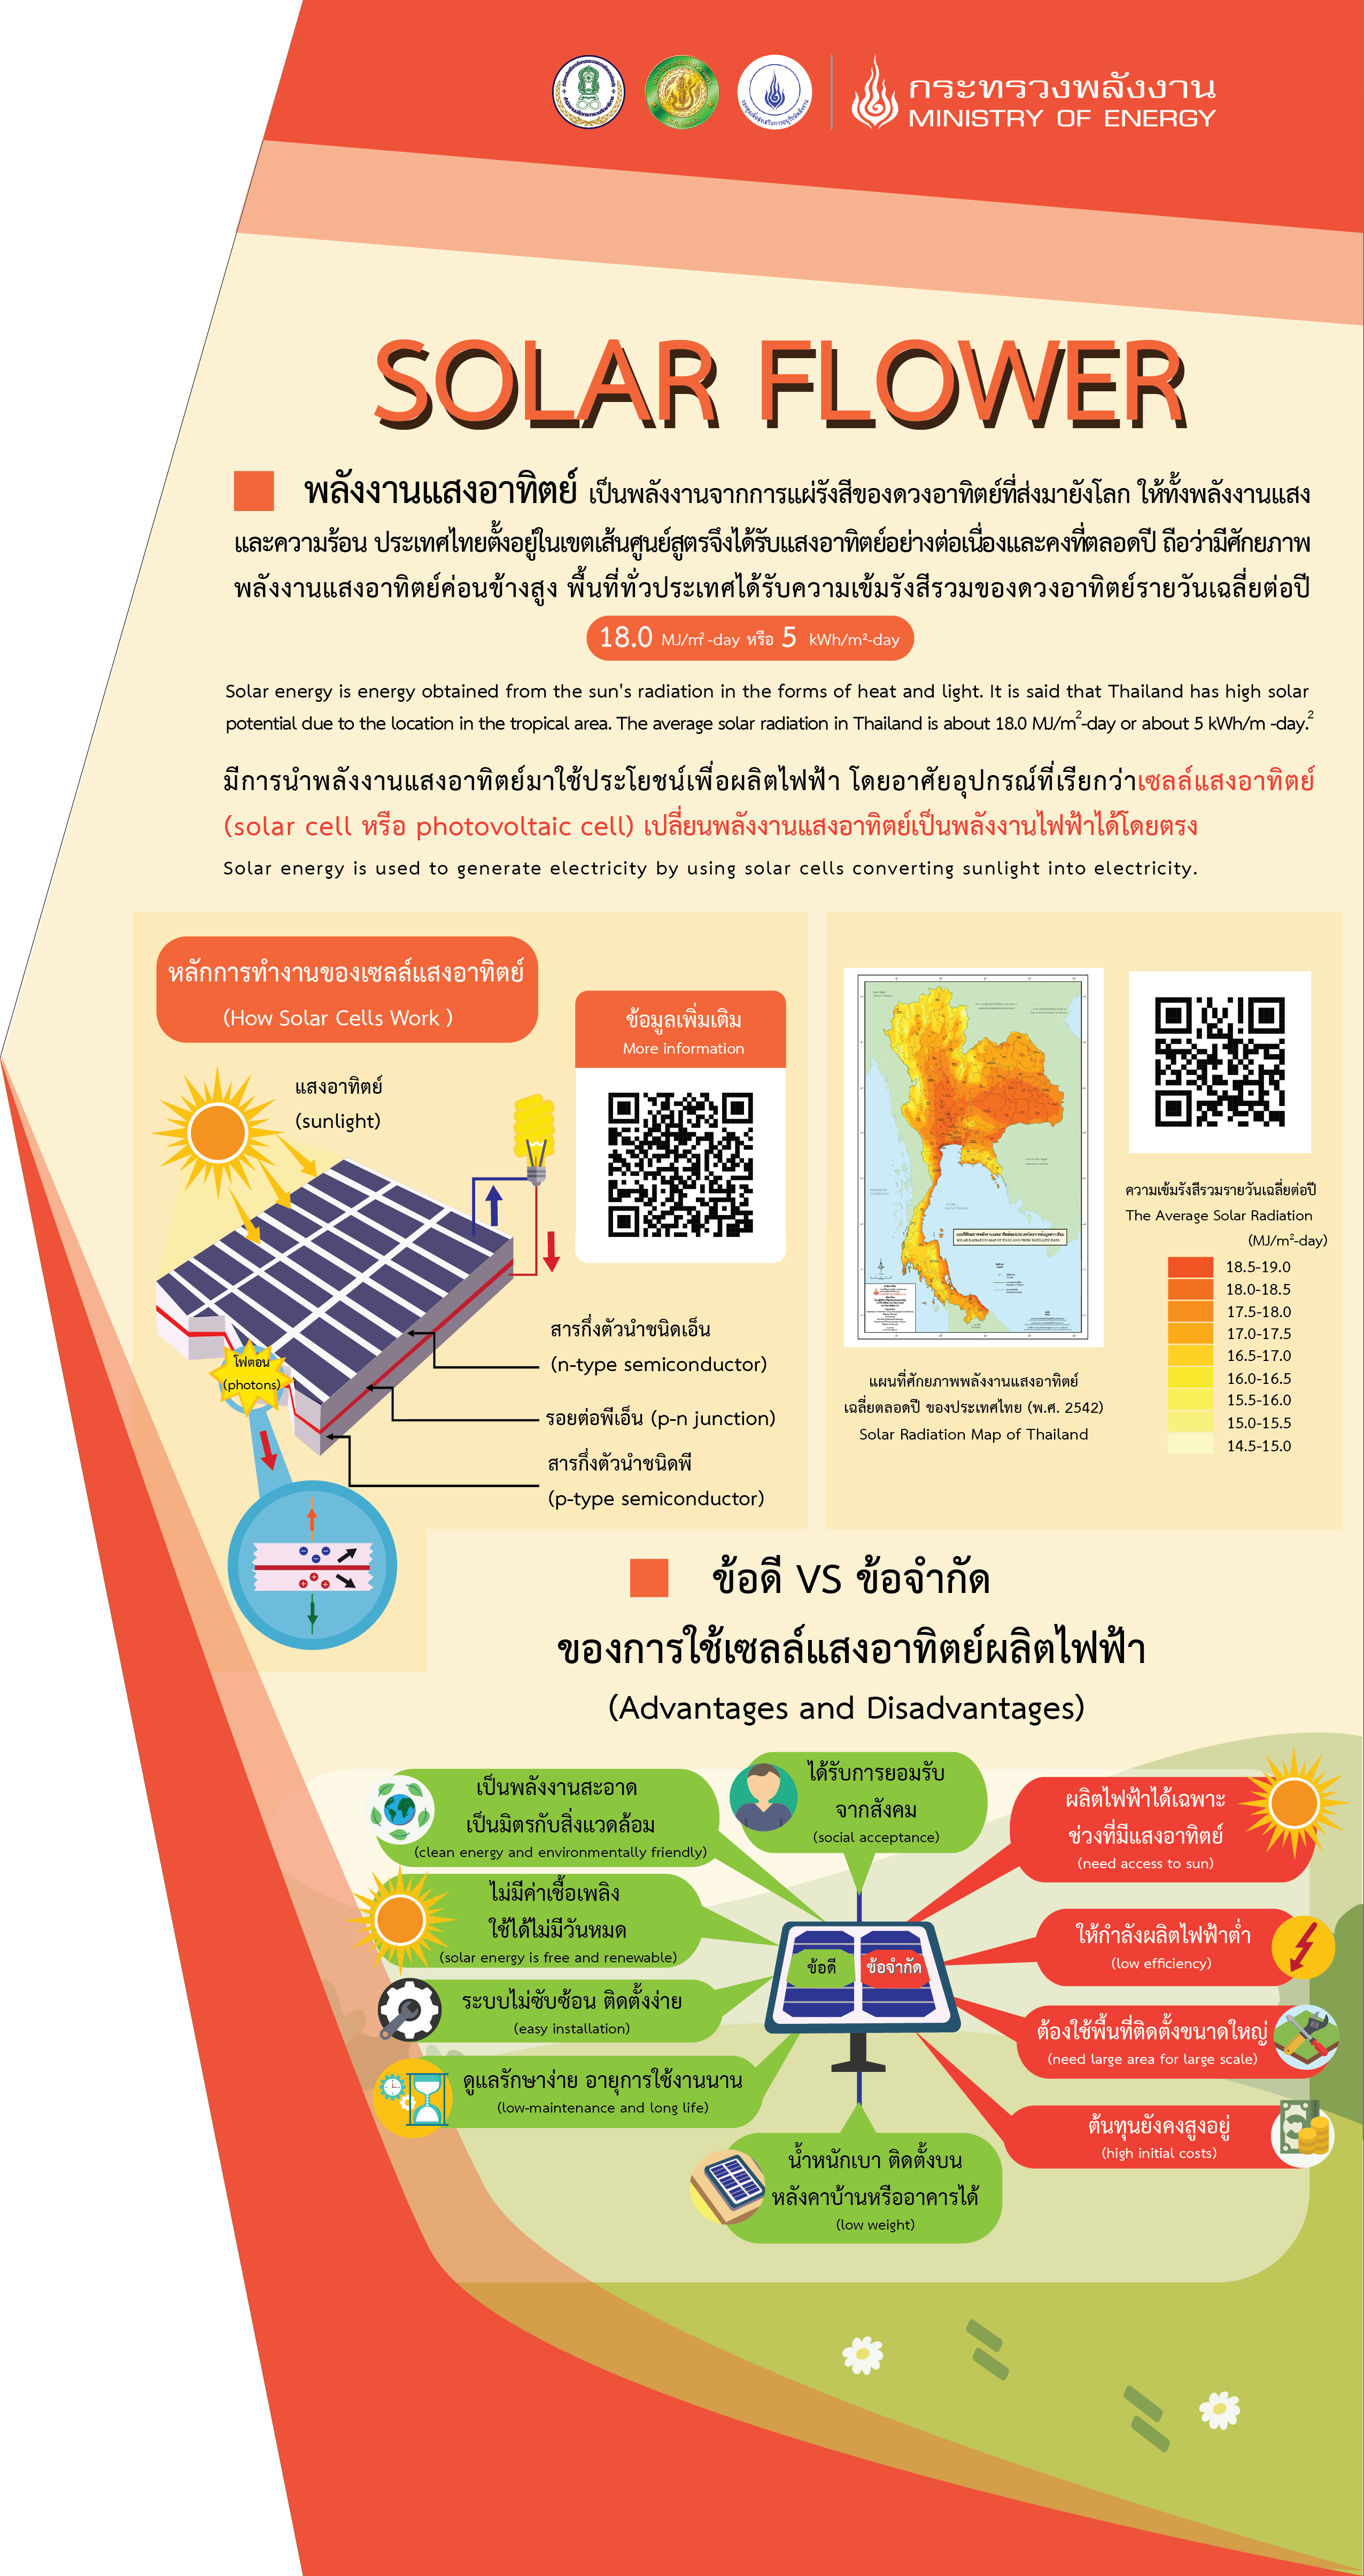 กระทรวงพลังงาน
MINISTRY OF ENERGY
SOLAR FLOWER
พลังงานแสงอาทิตย์ เป็นพลังงานจากการแผ่รังสีของดวงอาทิตย์ที่ส่งมายังโลก ให้ทั้งพลังงานแสง
และความร้อน ประเทศไทยตั้งอยู่ในเขตเส้นศูนย์สูตรจึงได้รับแสงอาทิตย์อย่างต่อเนื่องและคงที่ตลอดปี ถือว่ามีศักยภาพ
พลังงานแสงอาทิตย์ค่อนข้างสูง พื้นที่ทั่วประเทศได้รับความเข้มรังสีรวมของดวงอาทิตย์รายวันเฉลี่ยต่อปี
18.0 MJ/m²-day หรือ 5 kWh/m²-day
Solar energy is energy obtained from the sun's radiation in the forms of heat and light. It is said that Thailand has high solar
potential due to the location in the tropical area. The average solar radiation in Thailand is about 18.0 MJ/m²-day or about 5 kWh/m -day.²
มีการนำพลังงานแสงอาทิตย์มาใช้ประโยชน์เพื่อผลิตไฟฟ้า โดยอาศัยอุปกรณ์ที่เรียกว่าเซลล์แสงอาทิตย์
(solar cell หรือ photovoltaic cell) เปลี่ยนพลังงานแสงอาทิตย์เป็นพลังงานไฟฟ้าได้โดยตรง
Solar energy is used to generate electricity by using solar cells converting sunlight into electricity.
หลักการทำงานของเซลล์แสงอาทิตย์
(How Solar Cells Work )
ข้อมูลเพิ่มเติม
More information
แสงอาทิตย์
(sunlight)
โฟตอน
(photons)
สารกึ่งตัวนำชนิดเอ็น
(n-type semiconductor)
รอยต่อพีเอ็น (p-n junction)
สารกึ่งตัวนำชนิดพี
(p-type semiconductor)
แผนที่ศักยภาพพลังงานแสงอาทิตย์
เฉลี่ยตลอดปี ของประเทศไทย (พ.ศ. 2542)
Solar Radiation Map of Thailand
ความเข้มรังสีรวมรายวันเฉลี่ยต่อปี
The Average Solar Radiation
(MJ/m²-day)
18.5-19.0
18.0-18.5
17.5-18.0
17.0-17.5
16.5-17.0
16.0-16.5
15.5-16.0
15.0-15.5
14.5-15.0
ข้อดี VS ข้อจำกัด
ของการใช้เซลล์แสงอาทิตย์ผลิตไฟฟ้า
(Advantages and Disadvantages)
เป็นพลังงานสะอาด
เป็นมิตรกับสิ่งแวดล้อม
(clean energy and environmentally friendly)
ได้รับการยอมรับ
จากสังคม
(social acceptance)
ผลิตไฟฟ้าได้เฉพาะ
ช่วงที่มีแสงอาทิตย์
(need access to sun)
ไม่มีค่าเชื้อเพลิง
ใช้ได้ไม่มีวันหมด
(solar energy is free and renewable)
ข้อดี
ข้อจำกัด
ให้กำลังผลิตไฟฟ้าต่ำ
(low efficiency)
ระบบไม่ซับซ้อน ติดตั้งง่าย
(easy installation)
ต้องใช้พื้นที่ติดตั้งขนาดใหญ่
(need large area for large scale)
ดูแลรักษาง่าย อายุการใช้งานนาน
(low-maintenance and long life)
ต้นทุนยังคงสูงอยู่
(high initial costs)
น้ำหนักเบา ติดตั้งบน
หลังคาบ้านหรืออาคารได้
(low weight)